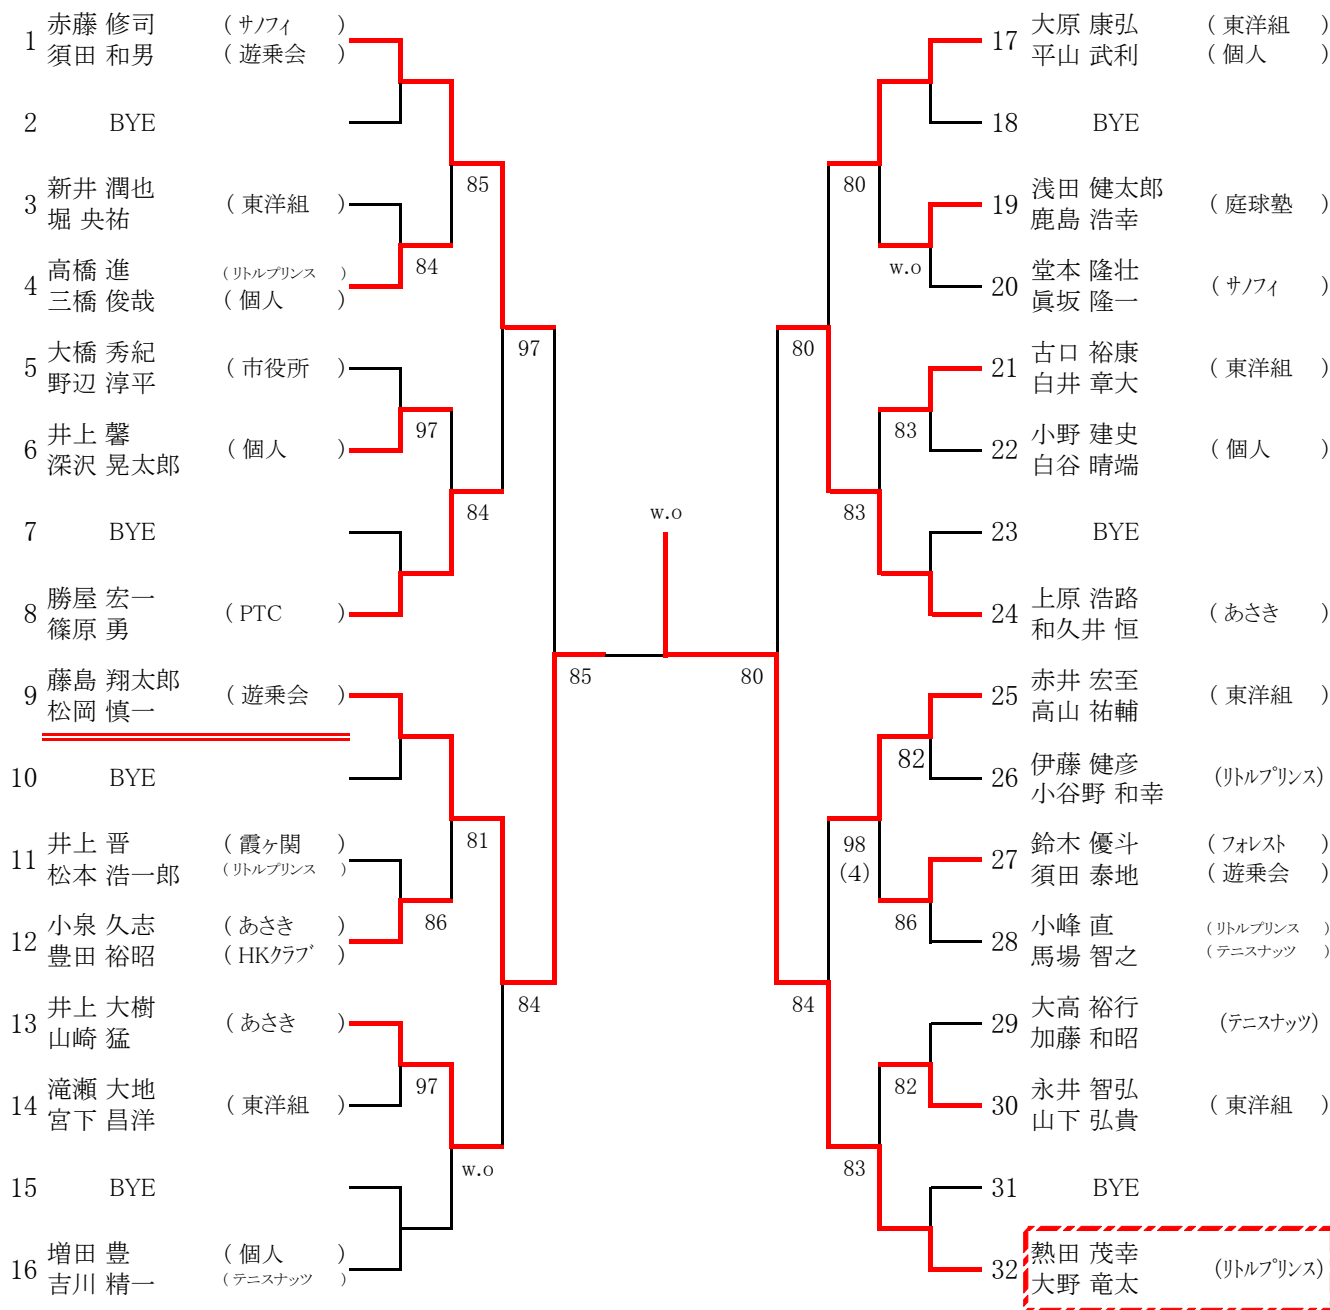 1 赤藤 修司 ( サノフィ )
須田 和男 ( 遊乗会 )
2 BYE
3 新井 潤也 ( 東洋組 )
堀 央祐
4 高橋 進 ( リトルプリンス )
三橋 俊哉 ( 個人 )
5 大橋 秀紀 ( 市役所 )
野辺 淳平
6 井上 馨 ( 個人 )
深沢 晃太郎
7 BYE
8 勝屋 宏一 ( PTC )
篠原 勇
9 藤島 翔太郎 ( 遊乗会 )
松岡 慎一
10 BYE
11 井上 晋 ( 霞ヶ関 )
松本 浩一郎 ( リトルプリンス )
12 小泉 久志 ( あさき )
豊田 裕昭 ( HKクラブ )
13 井上 大樹 ( あさき )
山崎 猛
14 滝瀬 大地 ( 東洋組 )
宮下 昌洋
15 BYE
16 増田 豊 ( 個人 )
吉川 精一 ( テニスナッツ )
85
84
97
97
84
81
86
84
97
w.o
85
w.o
80
80
w.o
80
83
83
82
98
(4)
86
84
82
83
17 大原 康弘 ( 東洋組 )
平山 武利 ( 個人 )
18 BYE
19 浅田 健太郎 ( 庭球塾 )
鹿島 浩幸
20 堂本 隆壮 ( サノフィ )
眞坂 隆一
21 古口 裕康 ( 東洋組 )
白井 章大
22 小野 建史 ( 個人 )
白谷 晴端
23 BYE
24 上原 浩路 ( あさき )
和久井 恒
25 赤井 宏至 ( 東洋組 )
高山 祐輔
26 伊藤 健彦 (リトルプリンス)
小谷野 和幸
27 鈴木 優斗 ( フォレスト )
須田 泰地 ( 遊乗会 )
28 小峰 直 ( リトルプリンス )
馬場 智之 ( テニスナッツ )
29 大高 裕行 (テニスナッツ)
加藤 和昭
30 永井 智弘 ( 東洋組 )
山下 弘貴
31 BYE
32 熱田 茂幸 (リトルプリンス)
大野 竜太